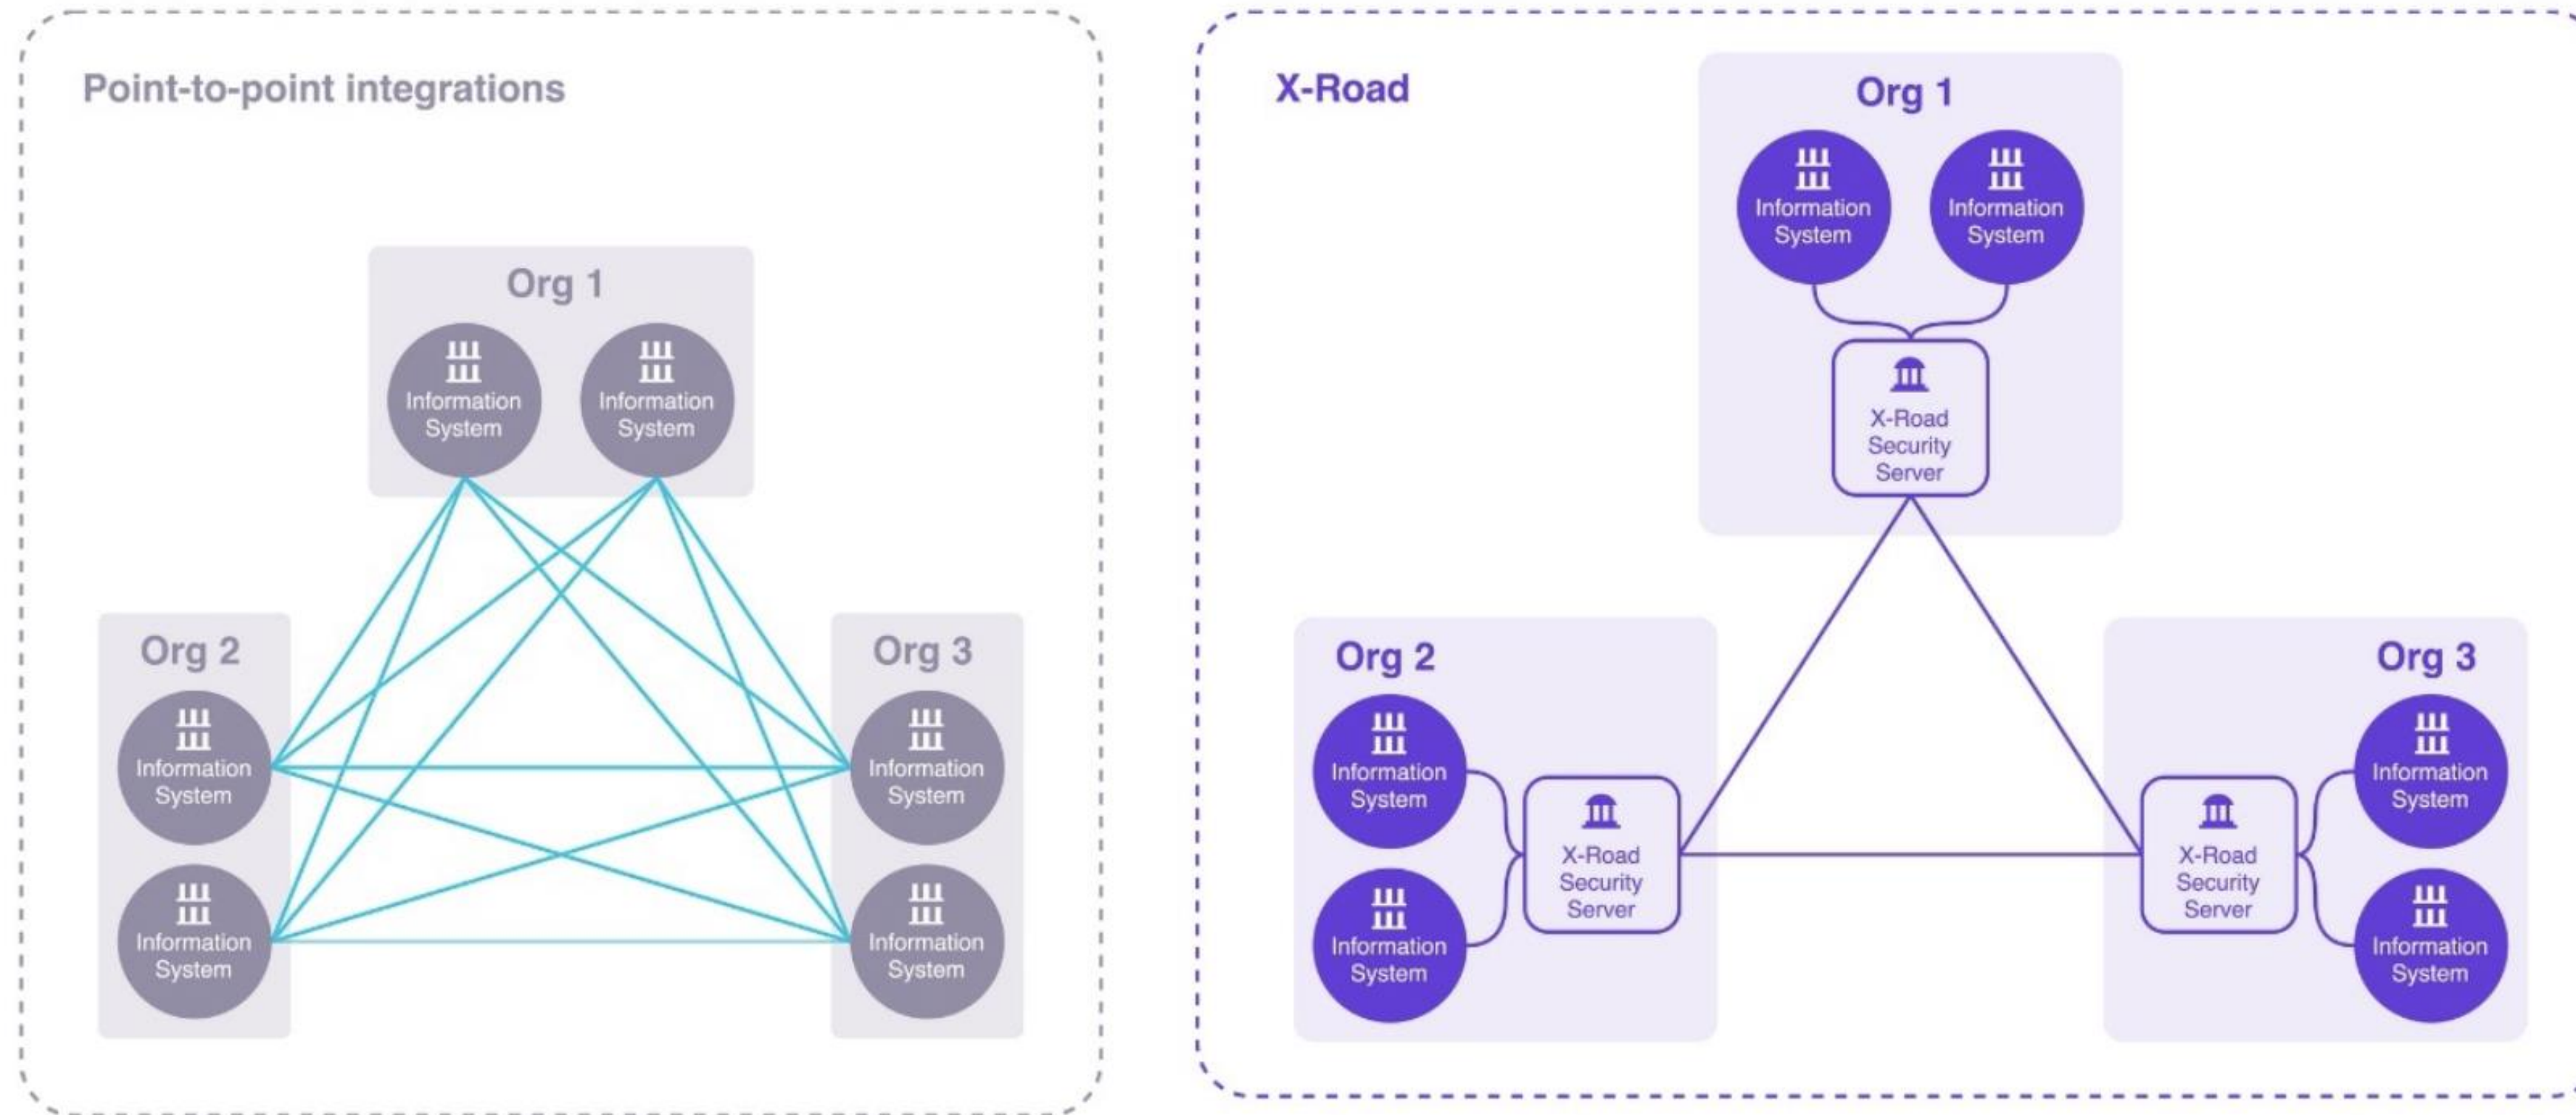 Point-to-point integrations
Org 1
Information
System
Information
System
Org 2
Information
System
Information
System
Org 3
Information
System
Information
System
X-Road
Org 1
Information
System
Information
System
X-Road
Security
Server
Org 2
Information
System
Information
System
X-Road
Security
Server
Org 3
X-Road
Security
Server
Information
System
Information
System